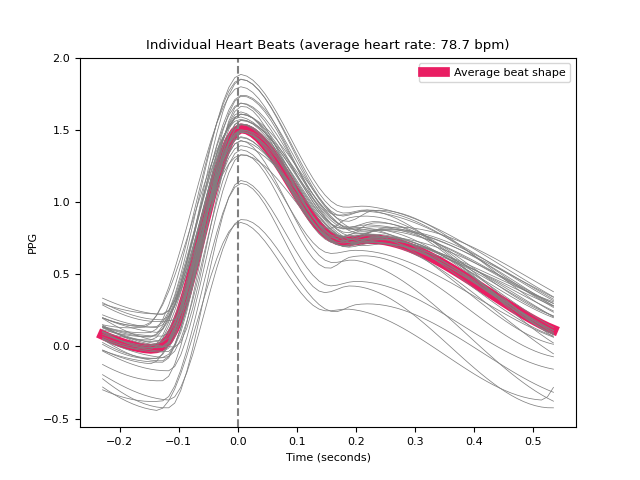 Individual Heart Beats (average heart rate: 78.7 bpm)
Average beat shape
PPG
2.0
1.5
1.0
0.5
0.0
−0.5
−0.2 −0.1 0.0 0.1 0.2 0.3 0.4 0.5
Time (seconds)